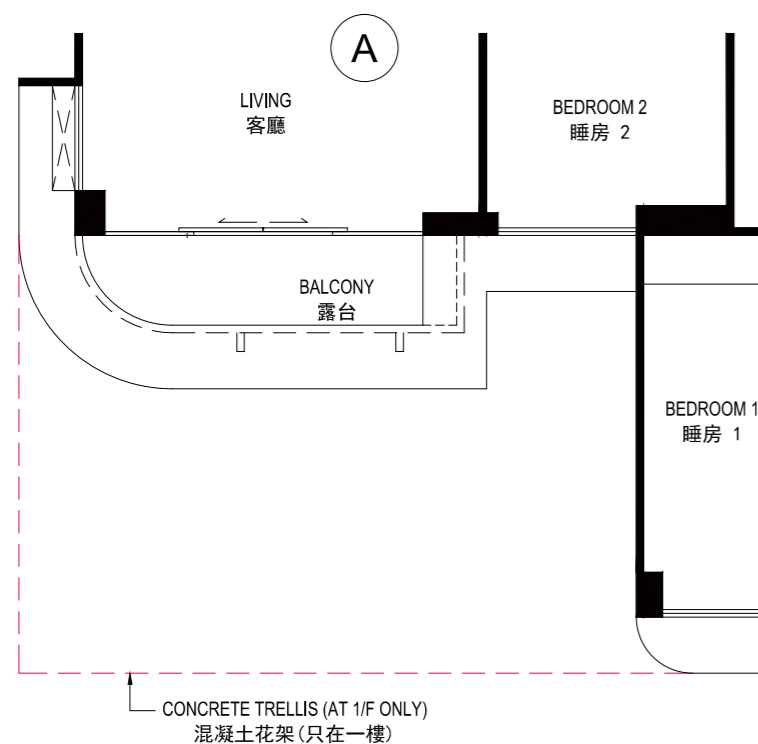 A
LIVING
客廳
BEDROOM 2
睡房 2
BALCONY
露台
BEDROOM 1
睡房 1
CONCRETE TRELLIS (AT 1/F ONLY)
混凝土花架(只在一樓)